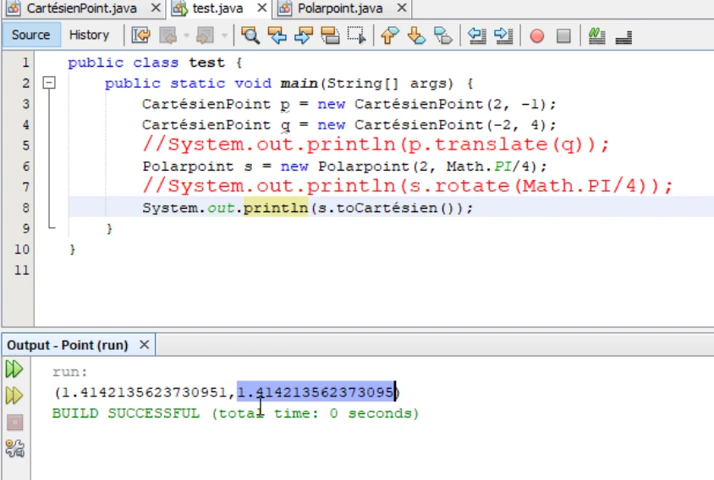 CartésienPoint.java test.java Polarpoint.java
Source History
1 public class test {
2 public static void main(String[] args) {
3 CartésienPoint p = new CartésienPoint(2, -1);
4 CartésienPoint q = new CartésienPoint(-2, 4);
5 //System.out.println(p.translate(q));
6 Polarpoint s = new Polarpoint(2, Math.PI/4);
7 //System.out.println(s.rotate(Math.PI/4));
8 System.out.println(s.toCartésien());
9 }
10 }
11
Output - Point (run)
run:
(1.4142135623730951,1.414213562373095)
BUILD SUCCESSFUL (total time: 0 seconds)